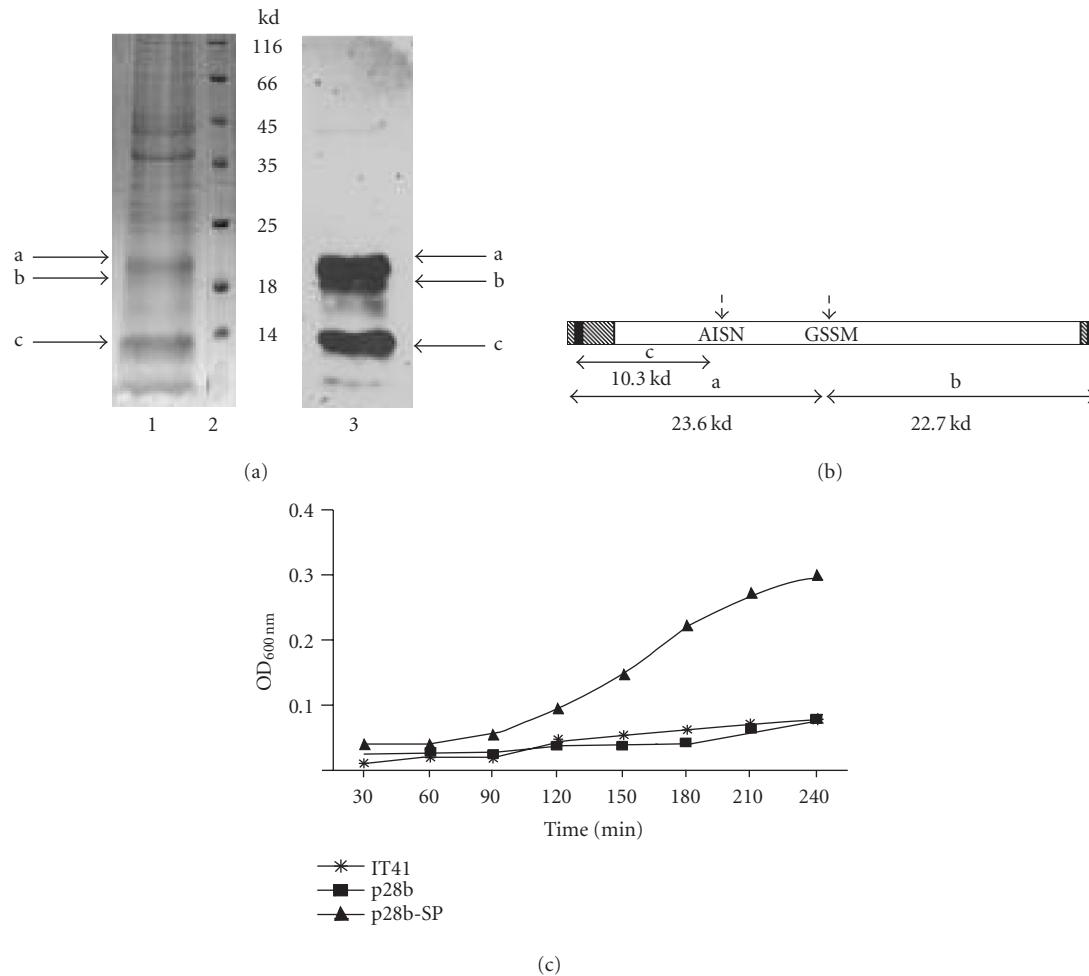 kd
116
66
45
35
25
18
14
a
b
c
a
b
c
1 2 3
(a)
AISN GSSM
c
10.3 kd
a b
23.6 kd 22.7 kd
(b)
0.4
0.3
0.2
0.1
OD600 nm
30 60 90 120 150 180 210 240
Time (min)
IT41
p28b
p28b-SP
(c)